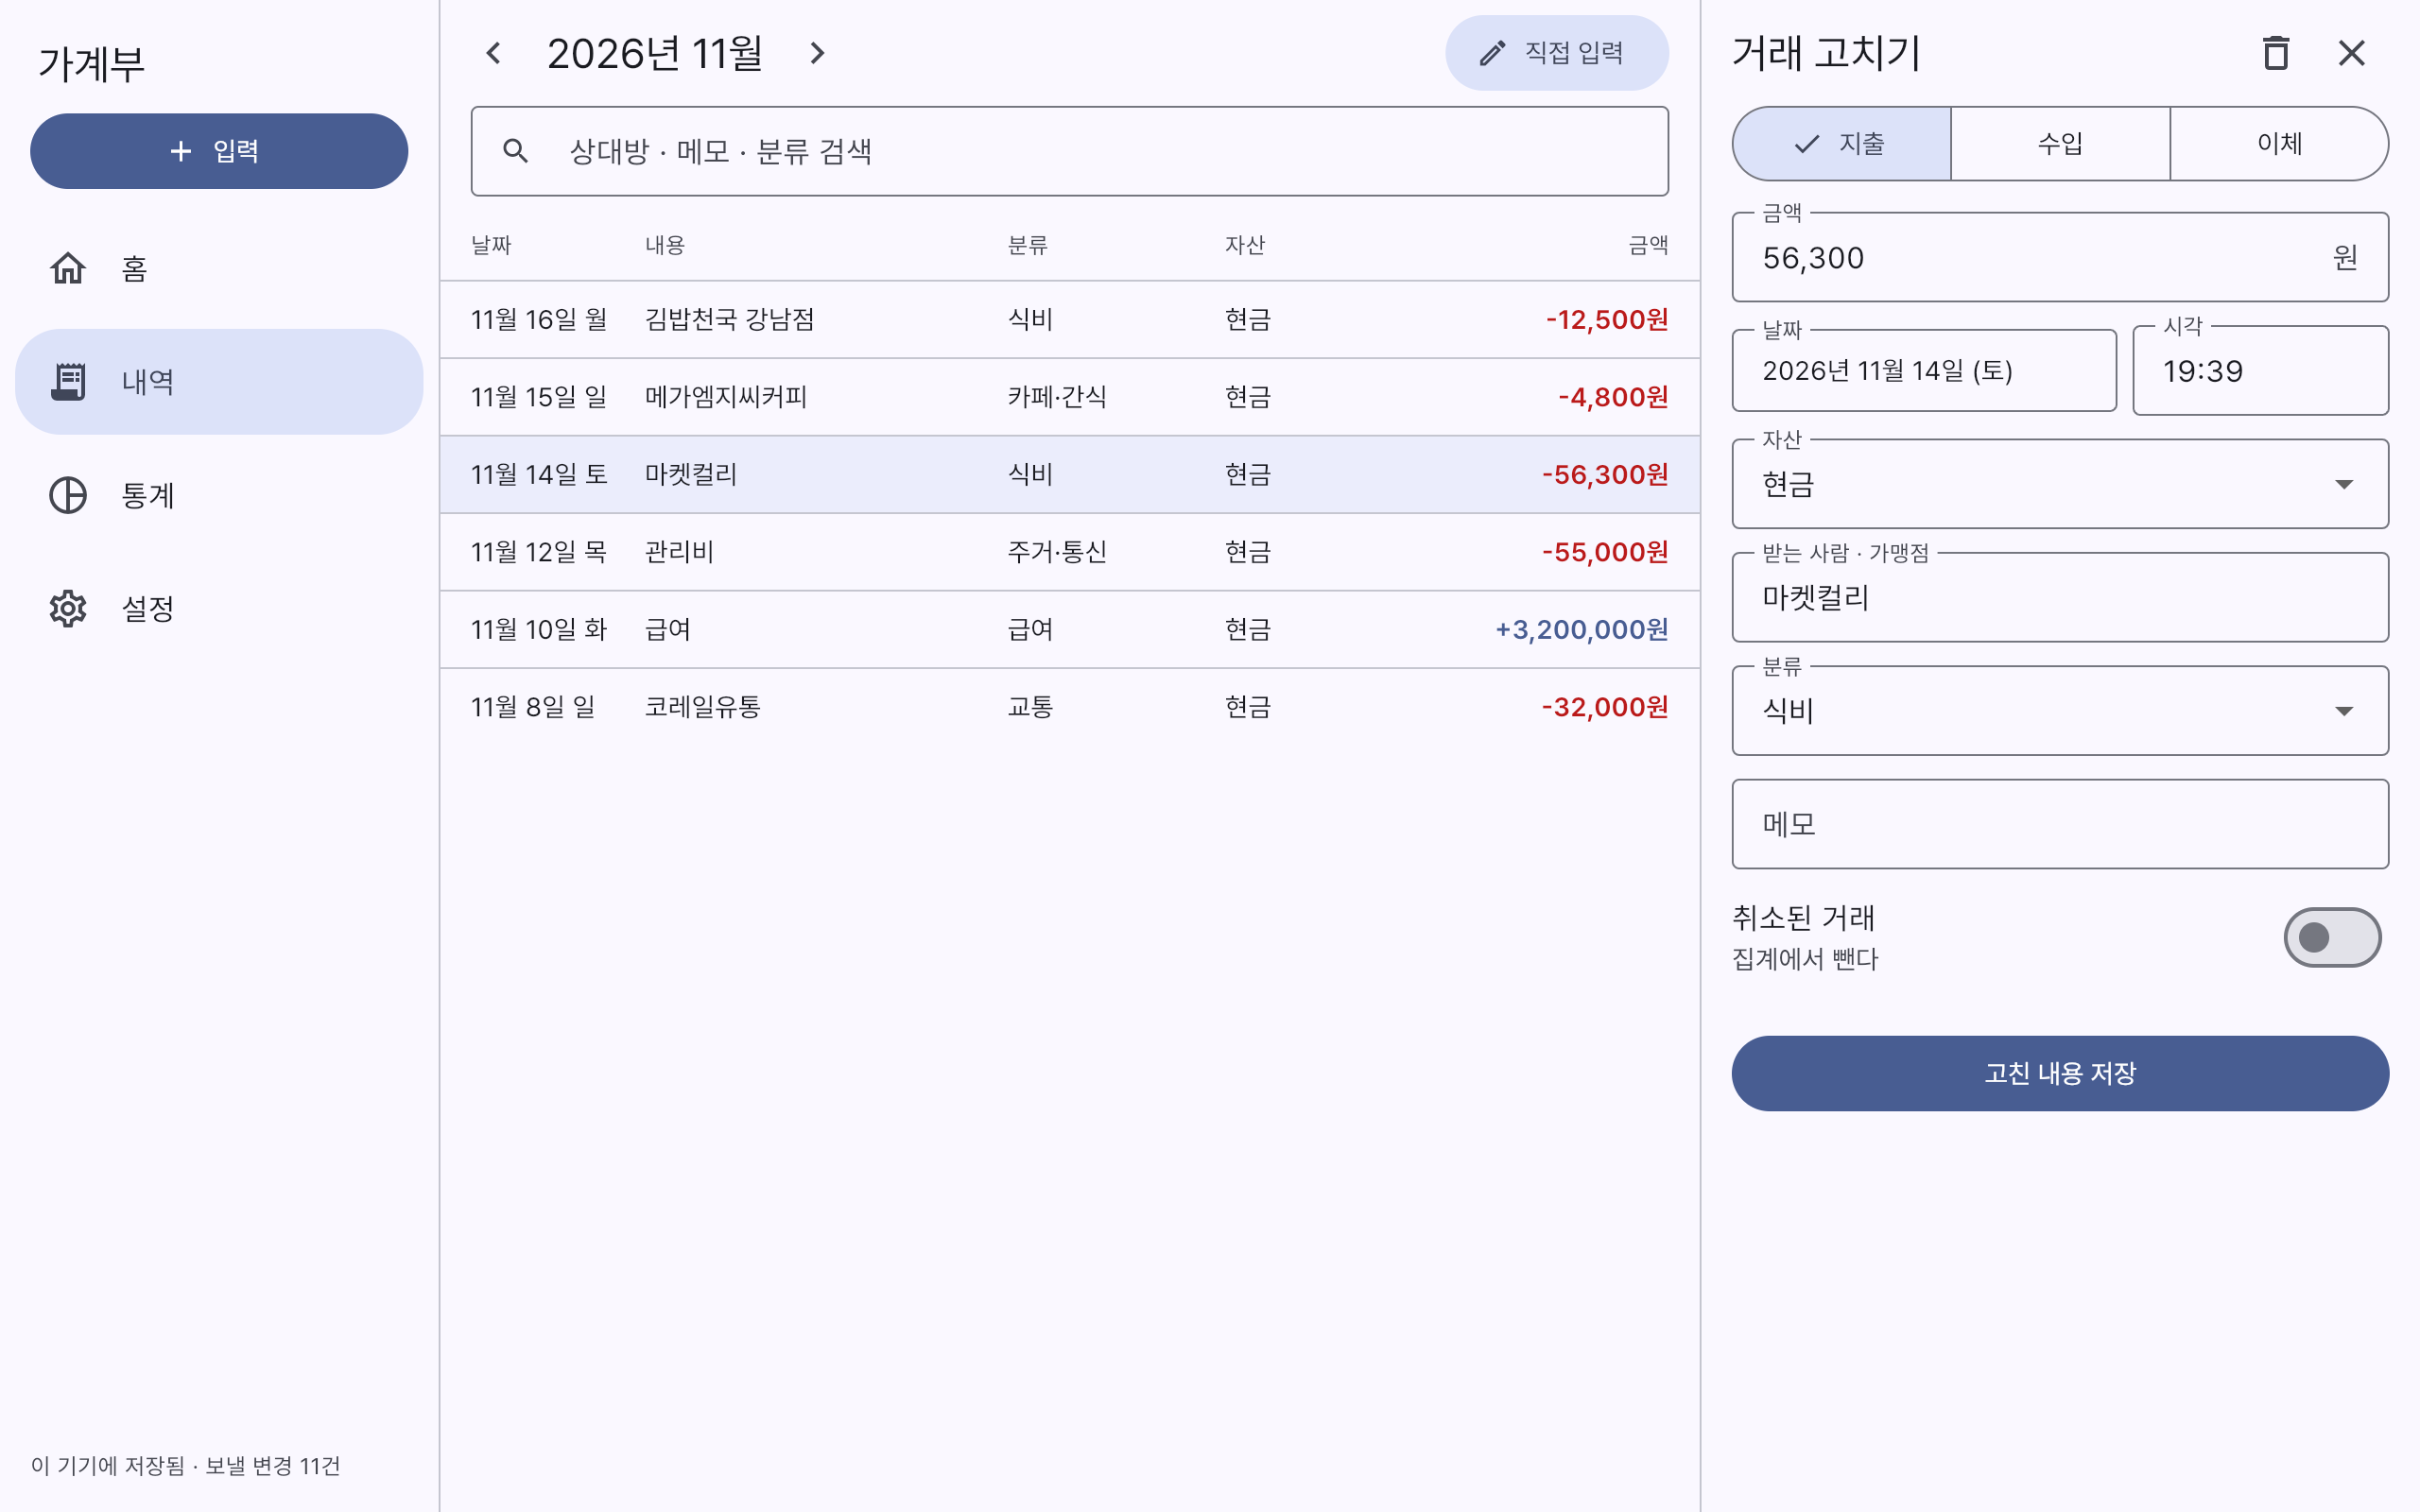 가계부
입력
홈
내역
통계
설정
이 기기에 저장됨 · 보낼 변경 11건
2026년 11월
직접 입력
상대방 · 메모 · 분류 검색
날짜 내용 분류 자산 금액
11월 16일 월 김밥천국 강남점 식비 현금 -12,500원
11월 15일 일 메가엠지씨커피 카페·간식 현금 -4,800원
11월 14일 토 마켓컬리 식비 현금 -56,300원
11월 12일 목 관리비 주거·통신 현금 -55,000원
11월 10일 화 급여 급여 현금 +3,200,000원
11월 8일 일 코레일유통 교통 현금 -32,000원
거래 고치기
지출 수입 이체
금액
56,300 원
날짜 시각
2026년 11월 14일 (토) 19:39
자산
현금
받는 사람 · 가맹점
마켓컬리
분류
식비
메모
취소된 거래
집계에서 뺀다
고친 내용 저장